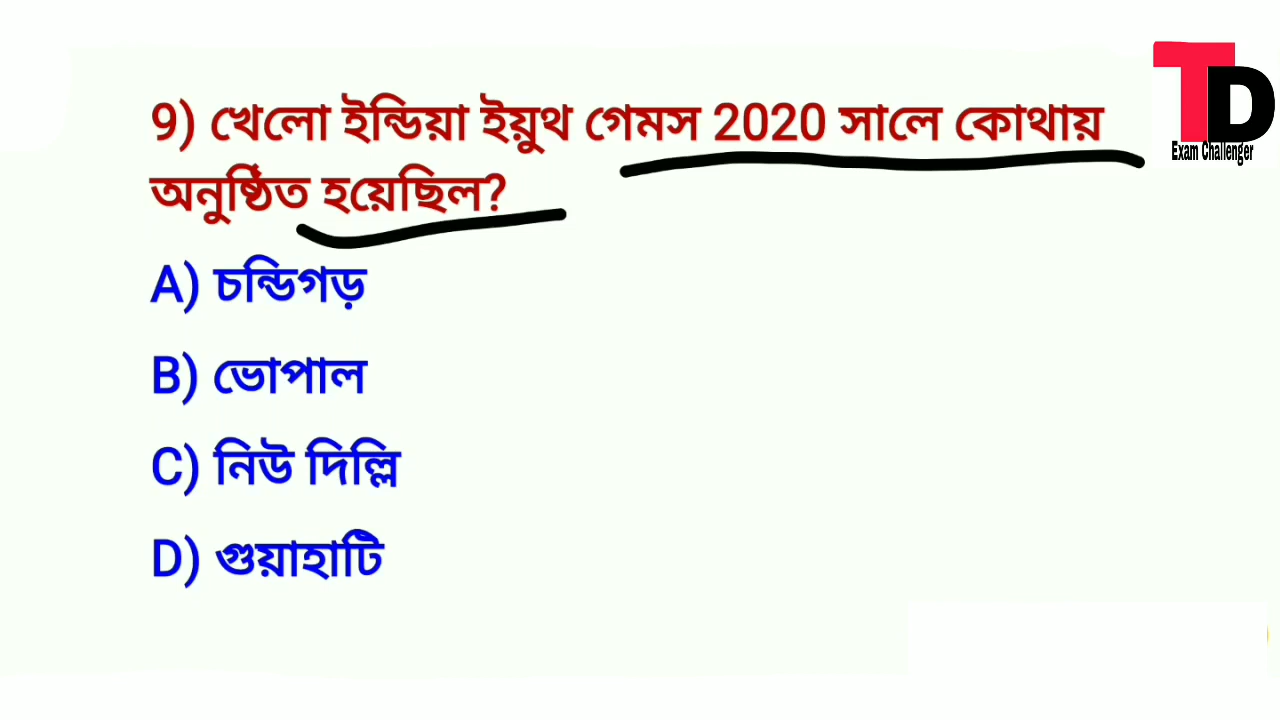 9) খেলো ইন্ডিয়া ইয়ুথ গেমস 2020 সালে কোথায়
অনুষ্ঠিত হয়েছিল?
A) চন্ডিগড়
B) ভোপাল
C) নিউ দিল্লি
D) গুয়াহাটি
TD
Exam Challenger